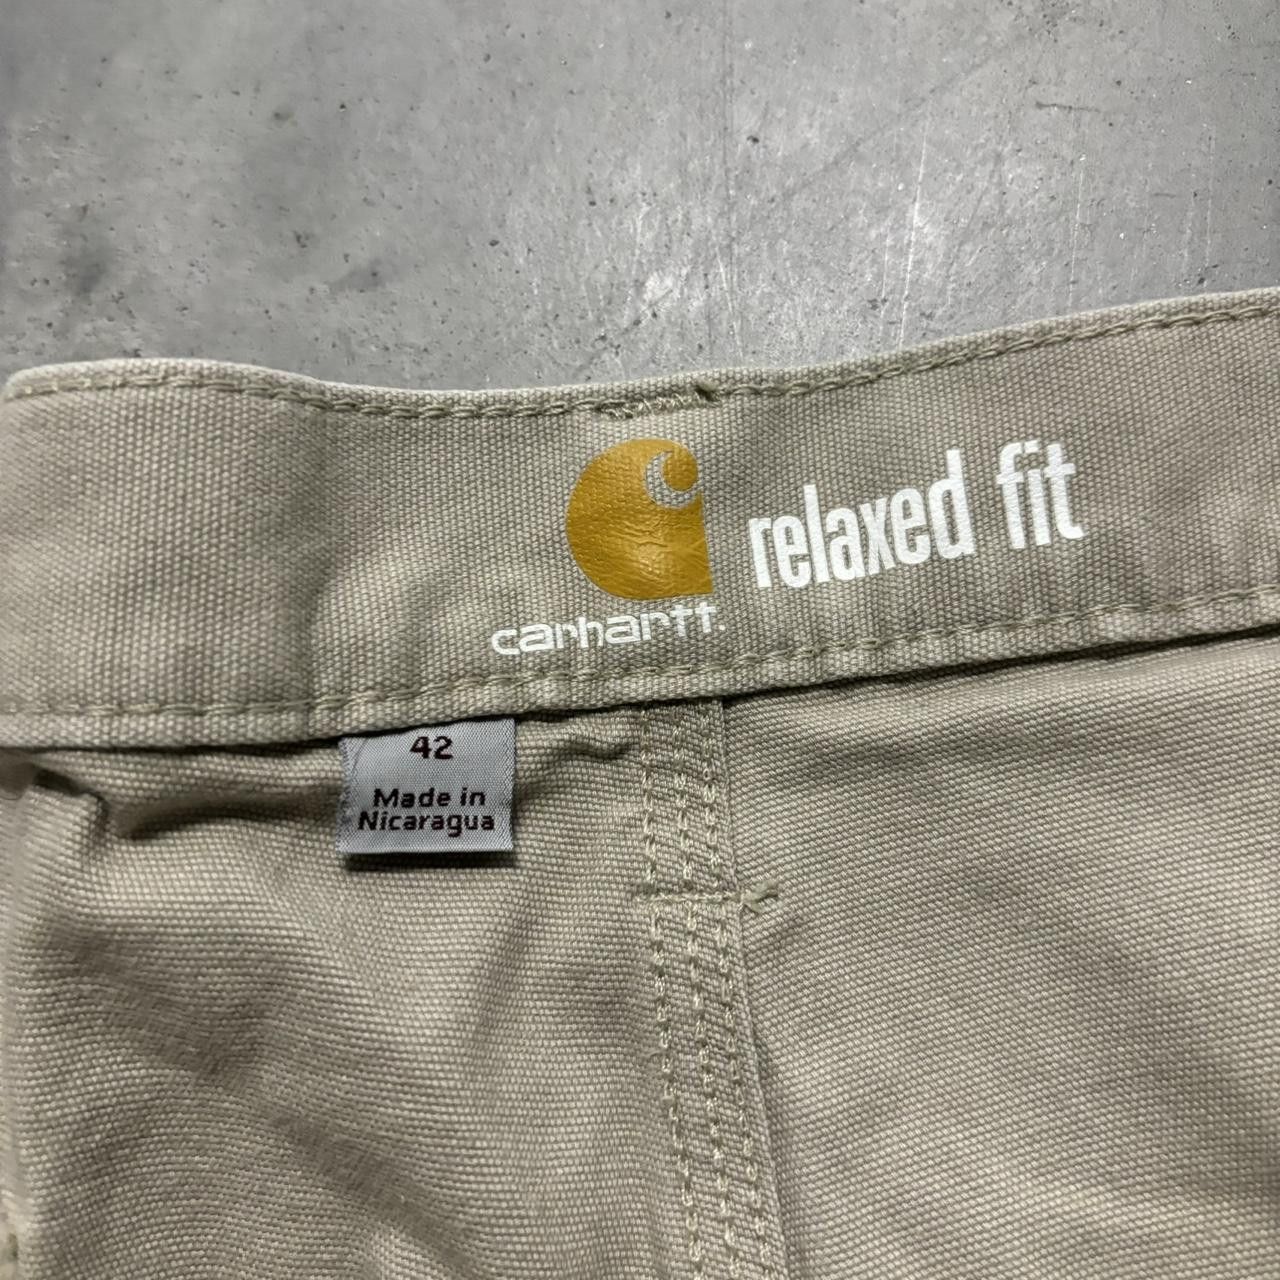 relaxed fit
carhartt.
42
Made in
Nicaragua